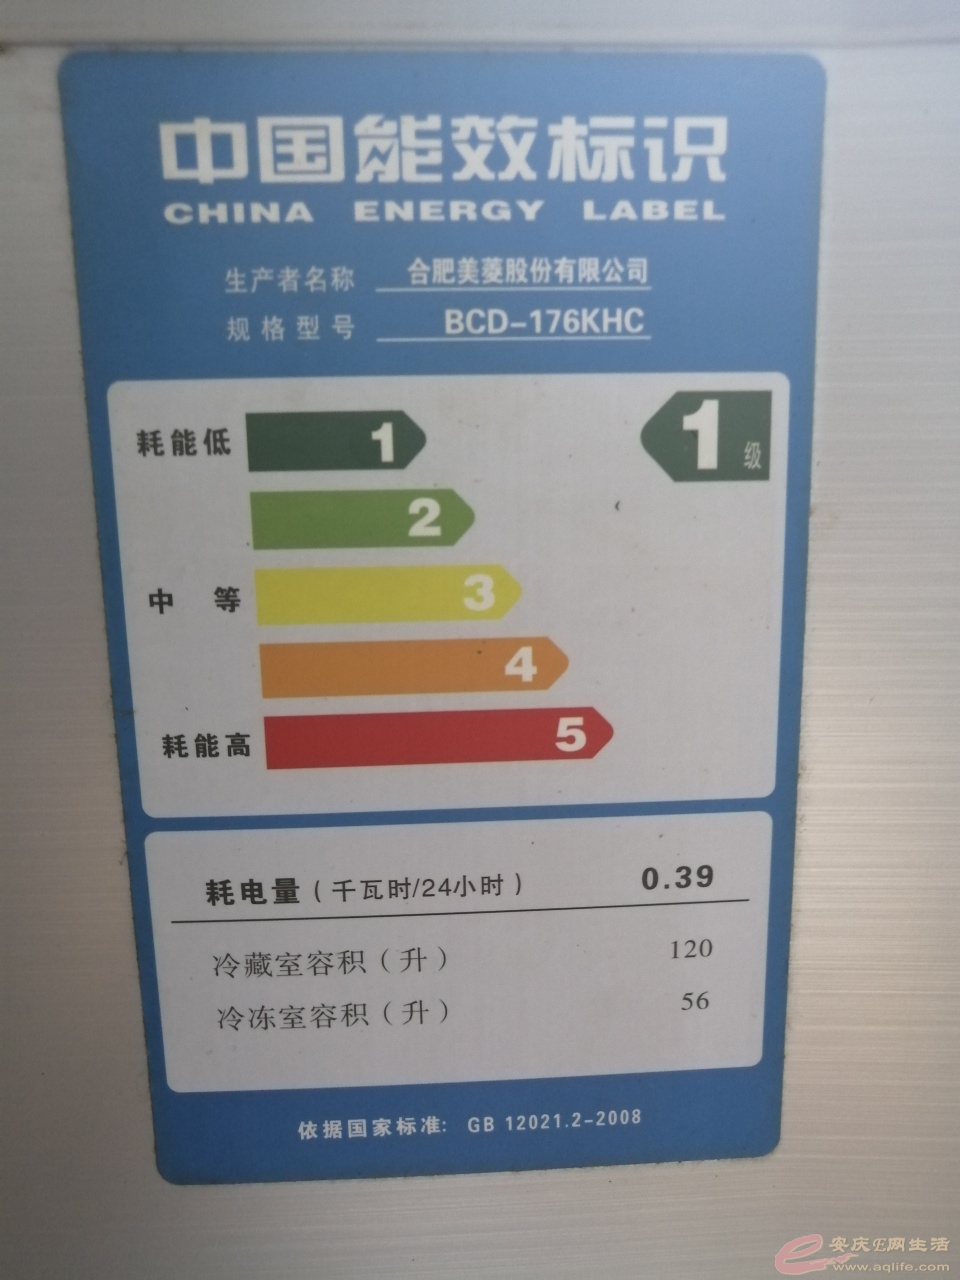 中国能效标识
CHINA ENERGY LABEL
生产者名称 合肥美菱股份有限公司
规格型号 BCD-176KHC
耗能低 1 1级
2
中等 3
4
耗能高 5
耗电量（千瓦时/24小时） 0.39
冷藏室容积（升） 120
冷冻室容积（升） 56
依据国家标准: GB 12021.2-2008
安庆E网生活
www.aqlife.com